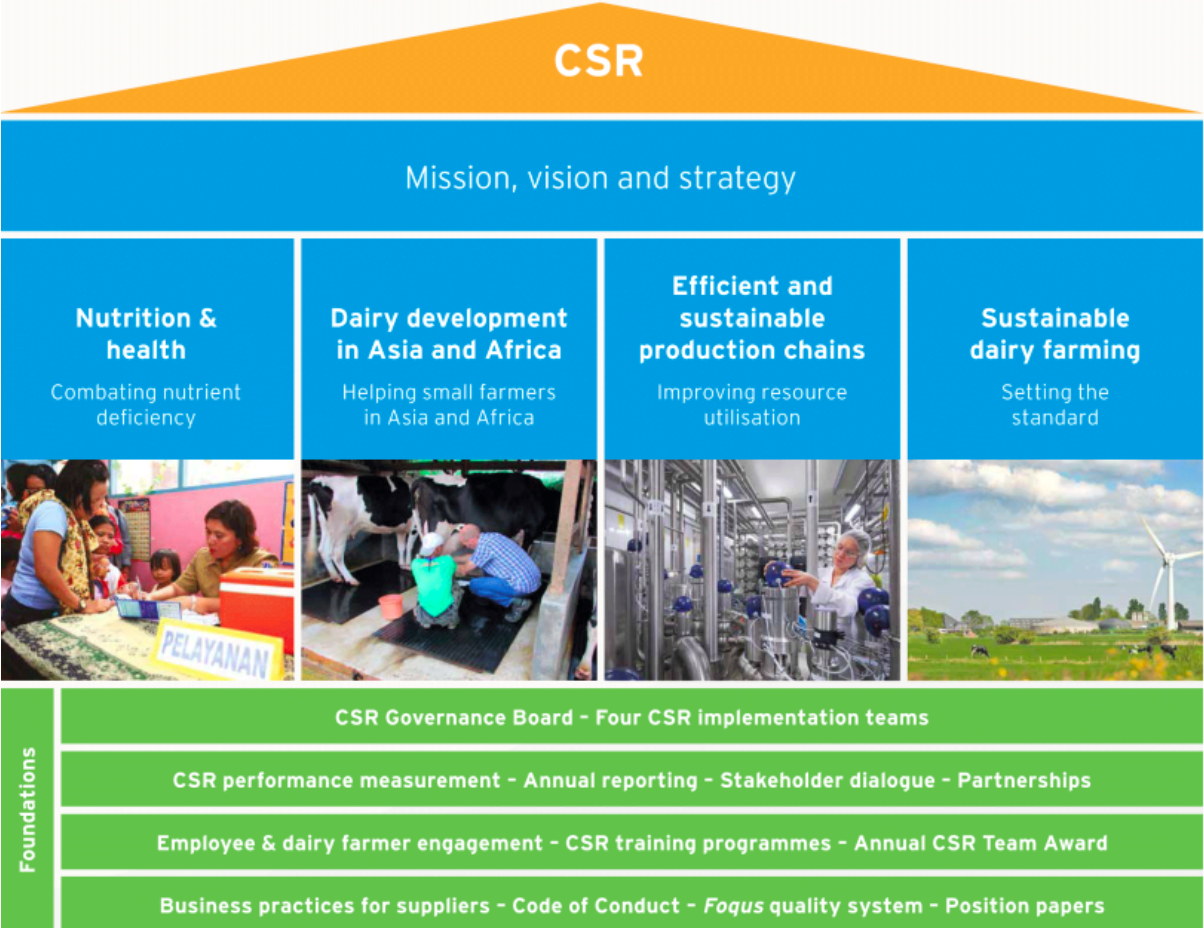 CSR
Mission, vision and strategy
Nutrition &
health
Combating nutrient
deficiency
Dairy development
in Asia and Africa
Helping small farmers
in Asia and Africa
Efficient and
sustainable
production chains
Improving resource
utilisation
Sustainable
dairy farming
Setting the
standard
PELAYANAN
Foundations
CSR Governance Board – Four CSR implementation teams
CSR performance measurement – Annual reporting – Stakeholder dialogue – Partnerships
Employee & dairy farmer engagement – CSR training programmes – Annual CSR Team Award
Business practices for suppliers – Code of Conduct – Foqus quality system – Position papers